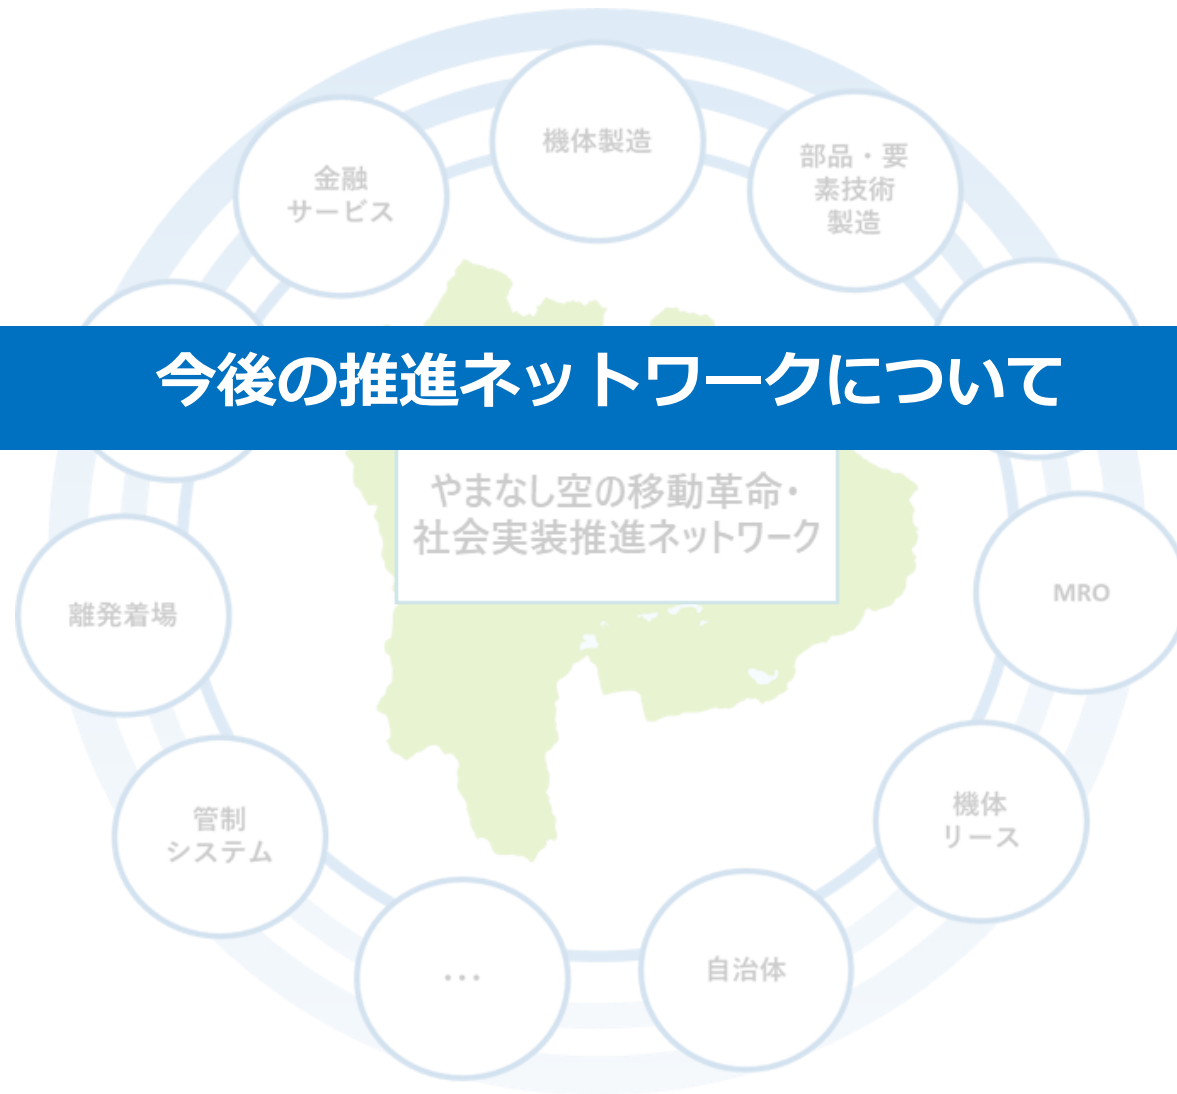 機体製造
部品・要
素技術
製造
金融
サービス
今後の推進ネットワークについて
やまなし空の移動革命・
社会実装推進ネットワーク
離発着場
MRO
管制
システム
機体
リース
・・・
自治体